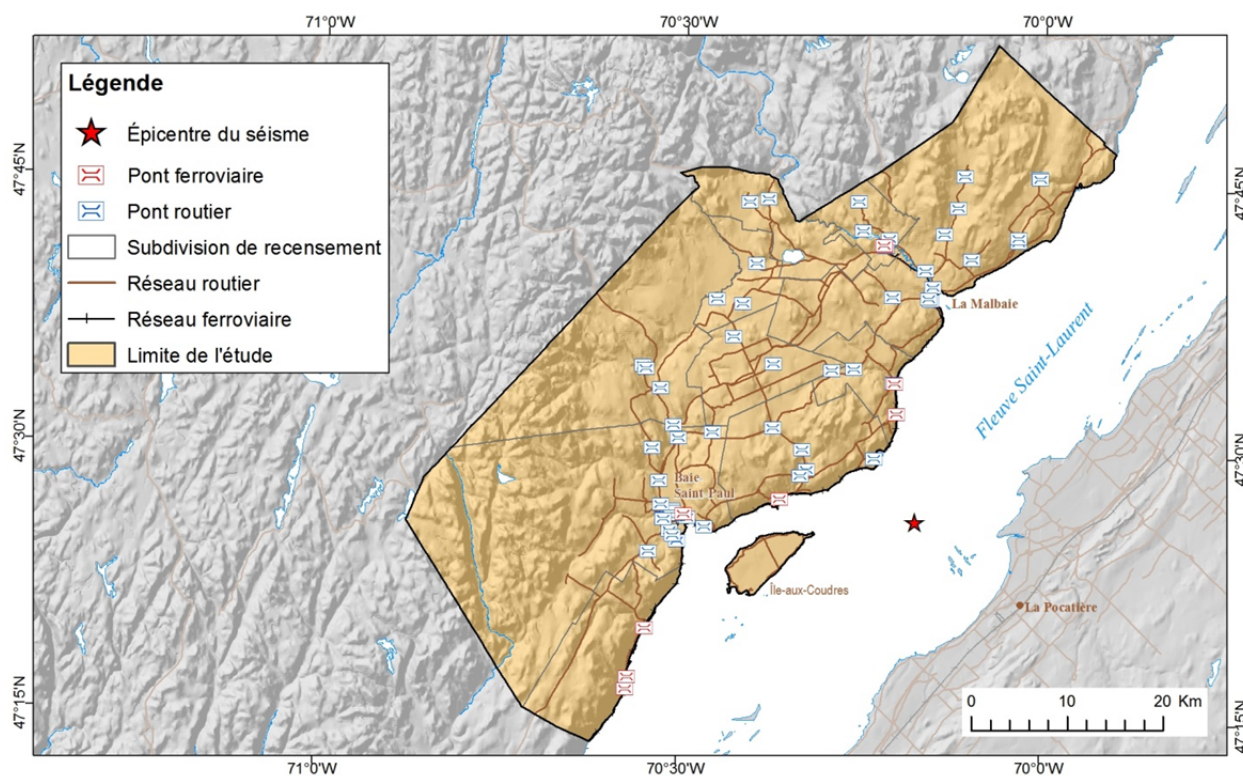 71°0'W
70°30'W
70°0'W
Légende
Épicentre du séisme
Pont ferroviaire
Pont routier
Subdivision de recensement
Réseau routier
Réseau ferroviaire
Limite de l'étude
47°45'N
47°45'N
La Malbaie
Fleuve Saint-Laurent
47°30'N
47°30'N
Baie
Saint-Paul
Île-aux-Coudres
La Pocatière
47°15'N
47°15'N
0 10 20 Km
71°0'W
70°30'W
70°0'W